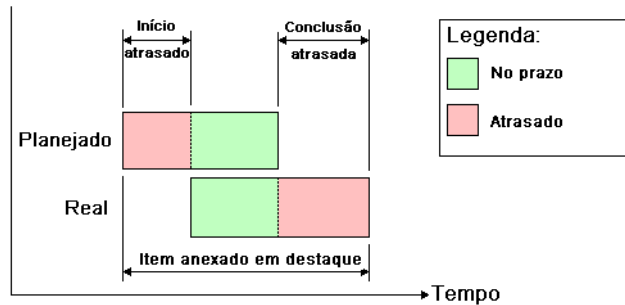 Início
atrasado
Conclusão
atrasada
Legenda:
No prazo
Atrasado
Planejado
Real
Item anexado em destaque
Tempo